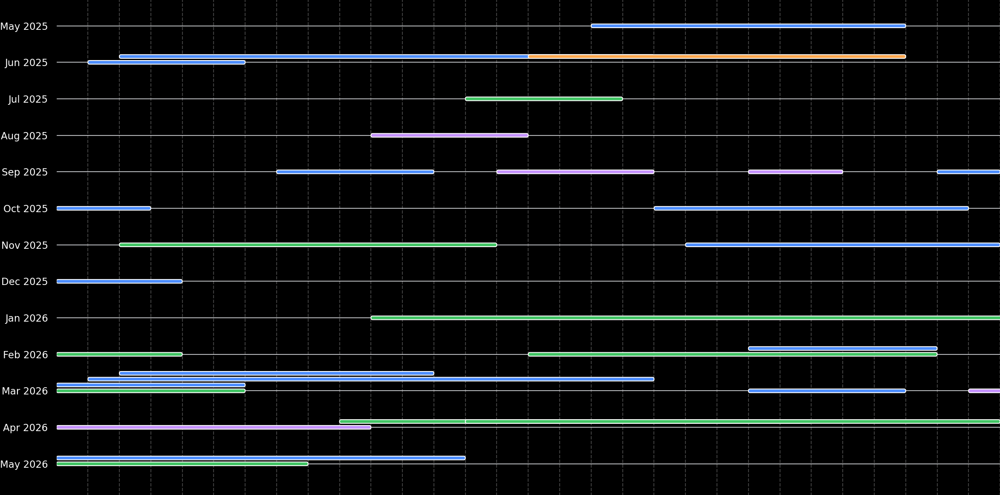 May 2025
Jun 2025
Jul 2025
Aug 2025
Sep 2025
Oct 2025
Nov 2025
Dec 2025
Jan 2026
Feb 2026
Mar 2026
Apr 2026
May 2026